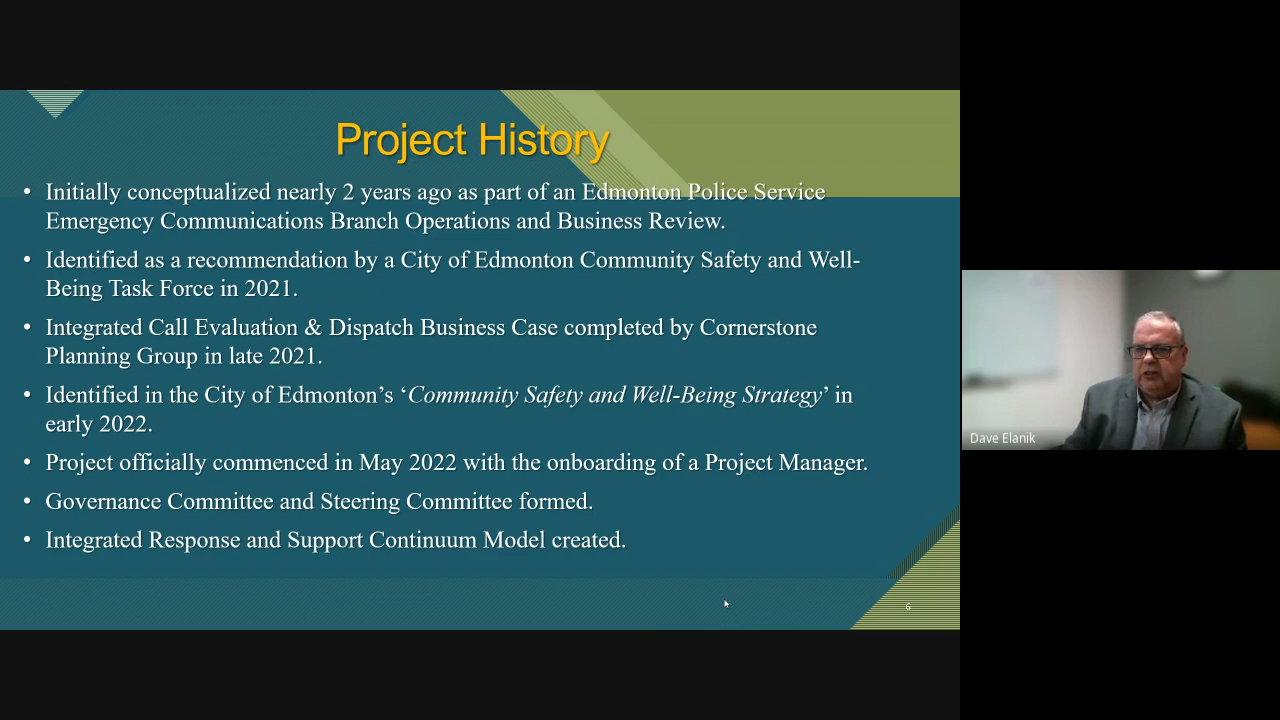 Project History
• Initially conceptualized nearly 2 years ago as part of an Edmonton Police Service
Emergency Communications Branch Operations and Business Review.
• Identified as a recommendation by a City of Edmonton Community Safety and Well-
Being Task Force in 2021.
• Integrated Call Evaluation & Dispatch Business Case completed by Cornerstone
Planning Group in late 2021.
• Identified in the City of Edmonton’s ‘Community Safety and Well-Being Strategy’ in
early 2022.
• Project officially commenced in May 2022 with the onboarding of a Project Manager.
• Governance Committee and Steering Committee formed.
• Integrated Response and Support Continuum Model created.
6
Dave Elanik